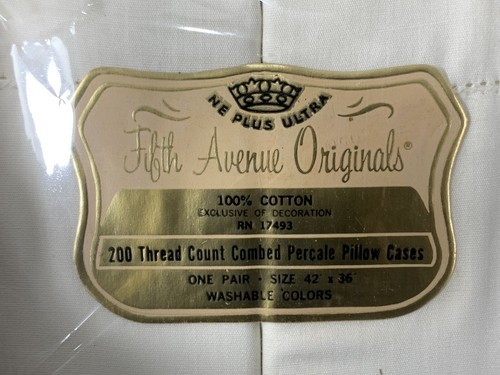 NE PLUS ULTRA
Fifth Avenue Originals®
100% COTTON
EXCLUSIVE OF DECORATION
RN 17493
200 Thread Count Combed Percale Pillow Cases
ONE PAIR - SIZE 42" x 36"
WASHABLE COLORS